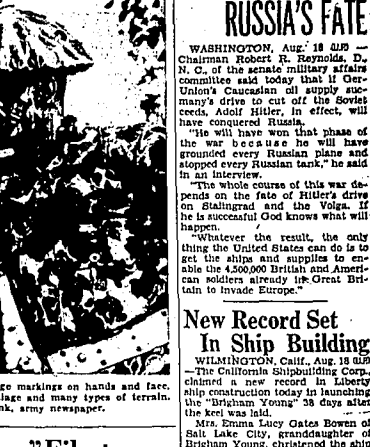 RUSSIA'S FATE
WASHINGTON, Aug. 18 (U.P.) —
Chairman Robert R. Reynolds, D.,
N. C., of the senate military affairs
committee said today that if Ger-
Union's Caucasian oil supply suc-
many's drive to cut off the Soviet
ceeds, Adolf Hitler, in effect, will
have conquered Russia.
"He will have won that phase of
the war because he will have
grounded every Russian plane and
stopped every Russian tank," he said
in an interview.
"The whole course of this war de-
pends on the fate of Hitler's drive
on Stalingrad and the Volga. If
he is successful God knows what will
happen.
"Whatever the result, the only
thing the United States can do is to
get the ships and supplies to en-
able the 4,500,000 British and Ameri-
can soldiers already in Great Bri-
tain to invade Europe."
New Record Set
In Ship Building
WILMINGTON, Calif., Aug. 18 (U.P.)
—The California Shipbuilding Corp.,
claimed a new record in Liberty
ship construction today in launching
the "Brigham Young" 38 days after
the keel was laid.
Mrs. Emma Lucy Gates Bowen of
Salt Lake City, granddaughter of
Brigham Young, christened the ship
ge markings on hands and face,
lage and many types of terrain.
nk, army newspaper.